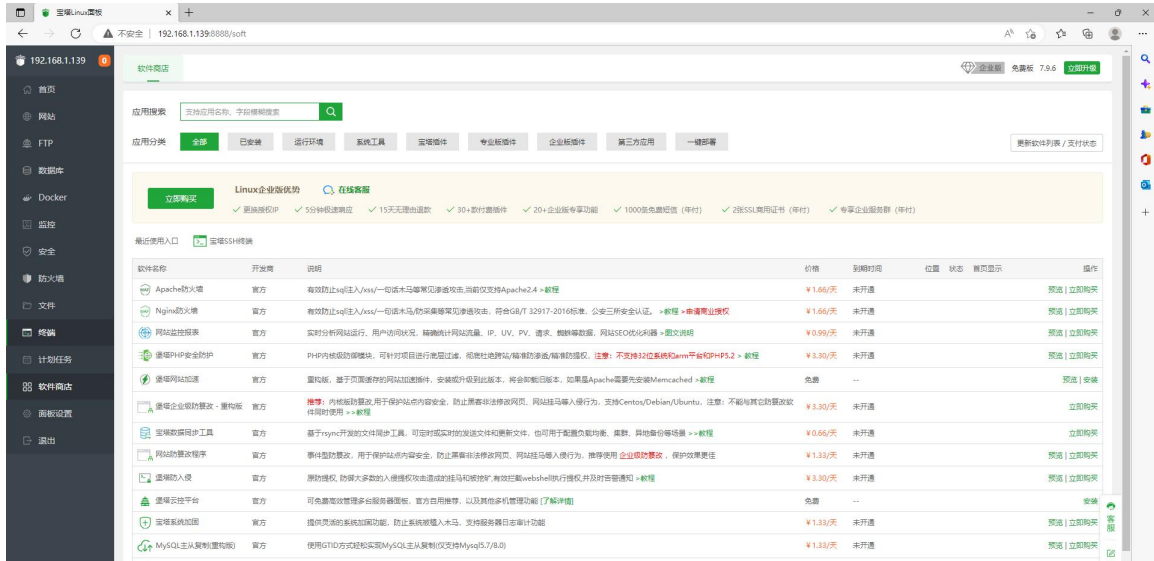 宝塔Linux面板
不安全 | 192.168.1.139:8888/soft
192.168.1.139 0
首页
网站
FTP
数据库
Docker
监控
安全
防火墙
文件
终端
计划任务
软件商店
面板设置
退出
软件商店
企业版 免费版 7.9.6 立即升级
应用搜索 支持应用名称、字段模糊搜索
应用分类 全部 已安装 运行环境 系统工具 宝塔插件 专业版插件 企业版插件 第三方应用 一键部署 更新软件列表 / 支付状态
立即购买 Linux企业版优势 在线客服
更换授权IP 5分钟极速响应 15天无理由退款 30+款付费插件 20+企业版专享功能 1000条免费短信（年付） 2张SSL商用证书（年付） 专享企业服务群（年付）
最近使用入口 宝塔SSH终端
软件名称 开发商 说明 价格 到期时间 位置 状态 首页显示 操作
Apache防火墙 官方 有效防止sql注入/xss/一句话木马等常见渗透攻击,当前仅支持Apache2.4 >教程 ￥1.66/天 未开通 预览 | 立即购买
Nginx防火墙 官方 有效防止sql注入/xss/一句话木马/防采集等常见渗透攻击，符合GB/T 32917-2016标准，公安三所安全认证。 >教程 >申请商业授权 ￥1.66/天 未开通 预览 | 立即购买
网站监控报表 官方 实时分析网站运行、用户访问状况，精确统计网站流量、IP、UV、PV、请求、蜘蛛等数据，网站SEO优化利器 >图文说明 ￥0.99/天 未开通 预览 | 立即购买
堡塔PHP安全防护 官方 PHP内核级防御模块，可针对项目进行底层过滤，彻底杜绝跨站/精准防渗透/精准防提权，注意：不支持32位系统和arm平台和PHP5.2 > 教程 ￥3.30/天 未开通 预览 | 立即购买
堡塔网站加速 官方 重构版，基于页面缓存的网站加速插件，安装或升级到此版本，将会卸载旧版本，如果是Apache需要先安装Memcached >教程 免费 -- 预览 | 安装
堡塔企业级防篡改 - 重构版 官方 推荐：内核版防篡改,用于保护站点内容安全，防止黑客非法修改网页、网站挂马等入侵行为，支持Centos/Debian/Ubuntu，注意：不能与其它防篡改软
件同时使用 >>教程 ￥3.30/天 未开通 立即购买
宝塔数据同步工具 官方 基于rsync开发的文件同步工具，可定时或实时的发送文件和更新文件，也可用于配置负载均衡、集群、异地备份等场景 >>教程 ￥0.66/天 未开通 立即购买
网站防篡改程序 官方 事件型防篡改，用于保护站点内容安全，防止黑客非法修改网页、网站挂马等入侵行为，推荐使用 企业级防篡改 ，保护效果更佳 ￥1.33/天 未开通 预览 | 立即购买
堡塔防入侵 官方 原防提权, 防御大多数的入侵提权攻击造成的挂马和被挖矿,有效拦截webshell执行提权,并及时告警通知 >教程 ￥1.33/天 未开通 预览 | 立即购买
堡塔云控平台 官方 可免费高效管理多台服务器面板，官方自用推荐，以及其他多机管理功能 [了解详情] 免费 -- 安装
宝塔系统加固 官方 提供灵活的系统加固功能，防止系统被植入木马，支持服务器日志审计功能 ￥1.33/天 未开通 预览 | 立即购买
MySQL主从复制(重构版) 官方 使用GTID方式轻松实现MySQL主从复制(仅支持Mysql5.7/8.0) ￥1.33/天 未开通 预览 | 立即购买
客服